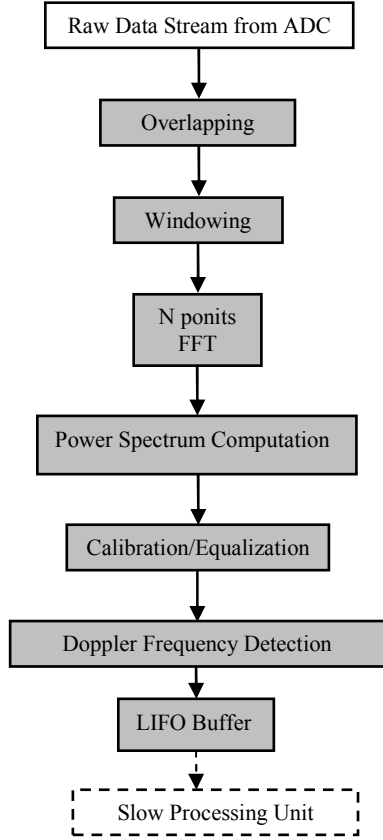 Raw Data Stream from ADC
Overlapping
Windowing
N ponits
FFT
Power Spectrum Computation
Calibration/Equalization
Doppler Frequency Detection
LIFO Buffer
Slow Processing Unit